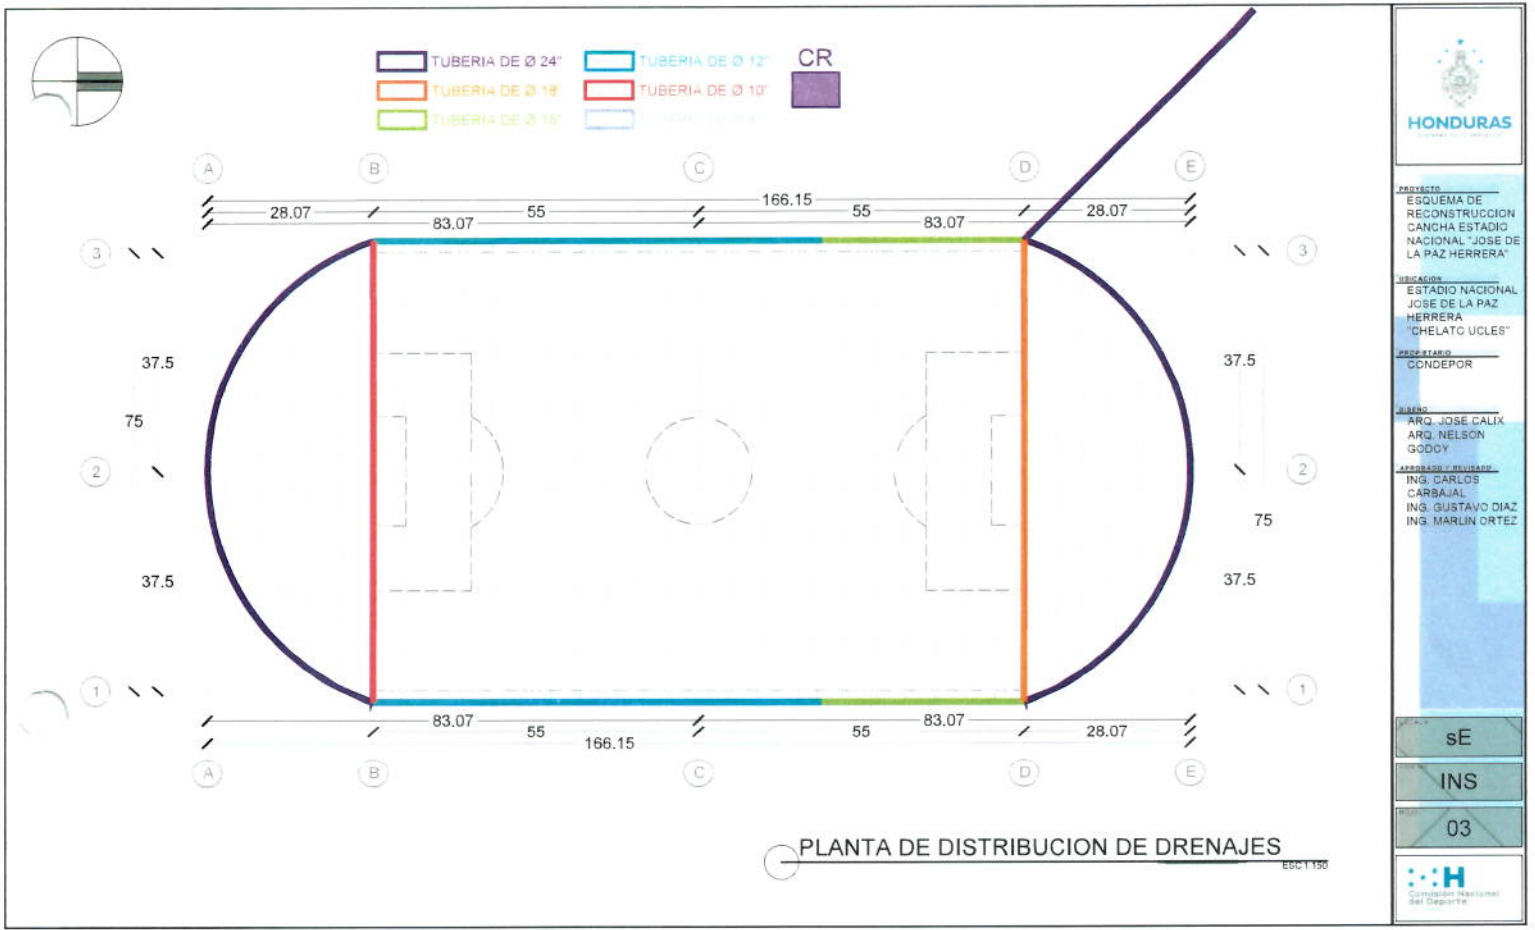 TUBERIA DE Ø 24"
TUBERIA DE Ø 12"
CR
TUBERIA DE Ø 18"
TUBERIA DE Ø 10"
TUBERIA DE Ø 15"
A
B
C
D
E
166.15
28.07
55
55
28.07
83.07
83.07
3
3
37.5
37.5
75
2
2
75
37.5
37.5
1
1
83.07
83.07
55
55
28.07
166.15
A
B
C
D
E
PLANTA DE DISTRIBUCION DE DRENAJES
ESC 1:150
HONDURAS
PROYECTO
ESQUEMA DE
RECONSTRUCCION
CANCHA ESTADIO
NACIONAL "JOSE DE
LA PAZ HERRERA"
UBICACION
ESTADIO NACIONAL
JOSE DE LA PAZ
HERRERA
"CHELATO UCLES"
PROPIETARIO
CONDEPOR
DISEÑO
ARQ. JOSE CALIX
ARQ. NELSON
GODOY
APROBADO Y REVISADO
ING. CARLOS
CARBAJAL
ING. GUSTAVO DIAZ
ING. MARLIN ORTEZ
sE
INS
03
H
Comisión Nacional
del Deporte